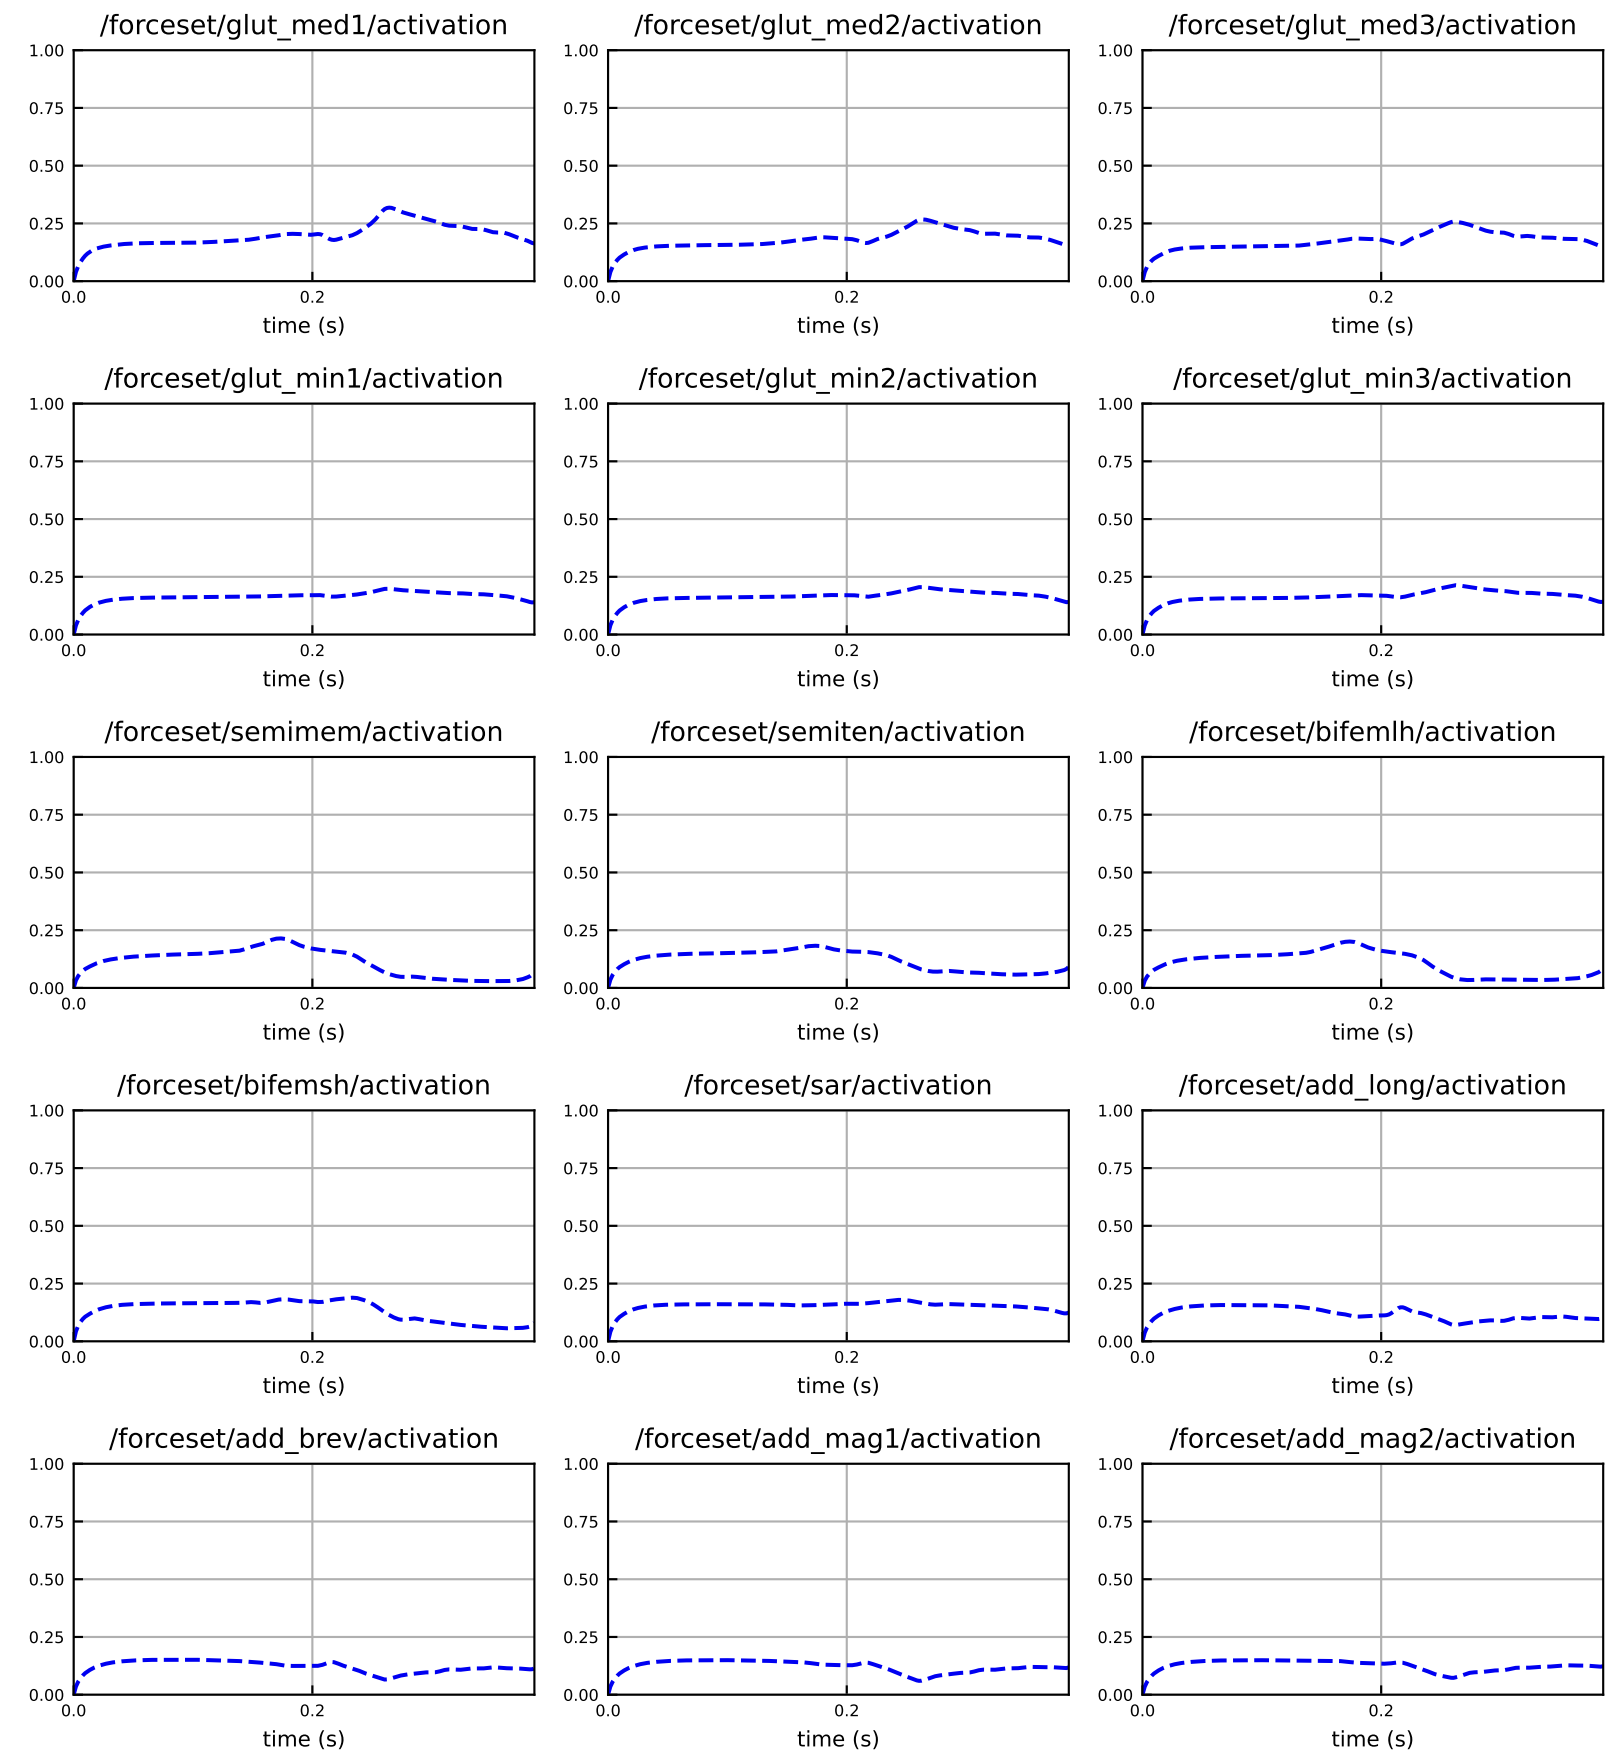 /forceset/glut_med1/activation /forceset/glut_med2/activation /forceset/glut_med3/activation
1.00 1.00 1.00
0.75 0.75 0.75
0.50 0.50 0.50
0.25 0.25 0.25
0.00 0.00 0.00
0.0 0.2 0.0 0.2 0.0 0.2
time (s) time (s) time (s)
/forceset/glut_min1/activation /forceset/glut_min2/activation /forceset/glut_min3/activation
1.00 1.00 1.00
0.75 0.75 0.75
0.50 0.50 0.50
0.25 0.25 0.25
0.00 0.00 0.00
0.0 0.2 0.0 0.2 0.0 0.2
time (s) time (s) time (s)
/forceset/semimem/activation /forceset/semiten/activation /forceset/bifemlh/activation
1.00 1.00 1.00
0.75 0.75 0.75
0.50 0.50 0.50
0.25 0.25 0.25
0.00 0.00 0.00
0.0 0.2 0.0 0.2 0.0 0.2
time (s) time (s) time (s)
/forceset/bifemsh/activation /forceset/sar/activation /forceset/add_long/activation
1.00 1.00 1.00
0.75 0.75 0.75
0.50 0.50 0.50
0.25 0.25 0.25
0.00 0.00 0.00
0.0 0.2 0.0 0.2 0.0 0.2
time (s) time (s) time (s)
/forceset/add_brev/activation /forceset/add_mag1/activation /forceset/add_mag2/activation
1.00 1.00 1.00
0.75 0.75 0.75
0.50 0.50 0.50
0.25 0.25 0.25
0.00 0.00 0.00
0.0 0.2 0.0 0.2 0.0 0.2
time (s) time (s) time (s)